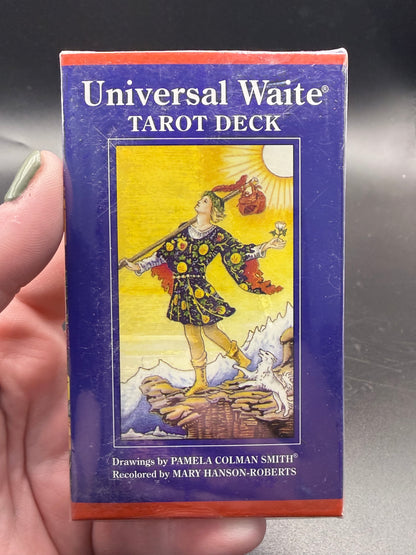 Universal Waite®
TAROT DECK
Drawings by PAMELA COLMAN SMITH®
Recolored by MARY HANSON-ROBERTS